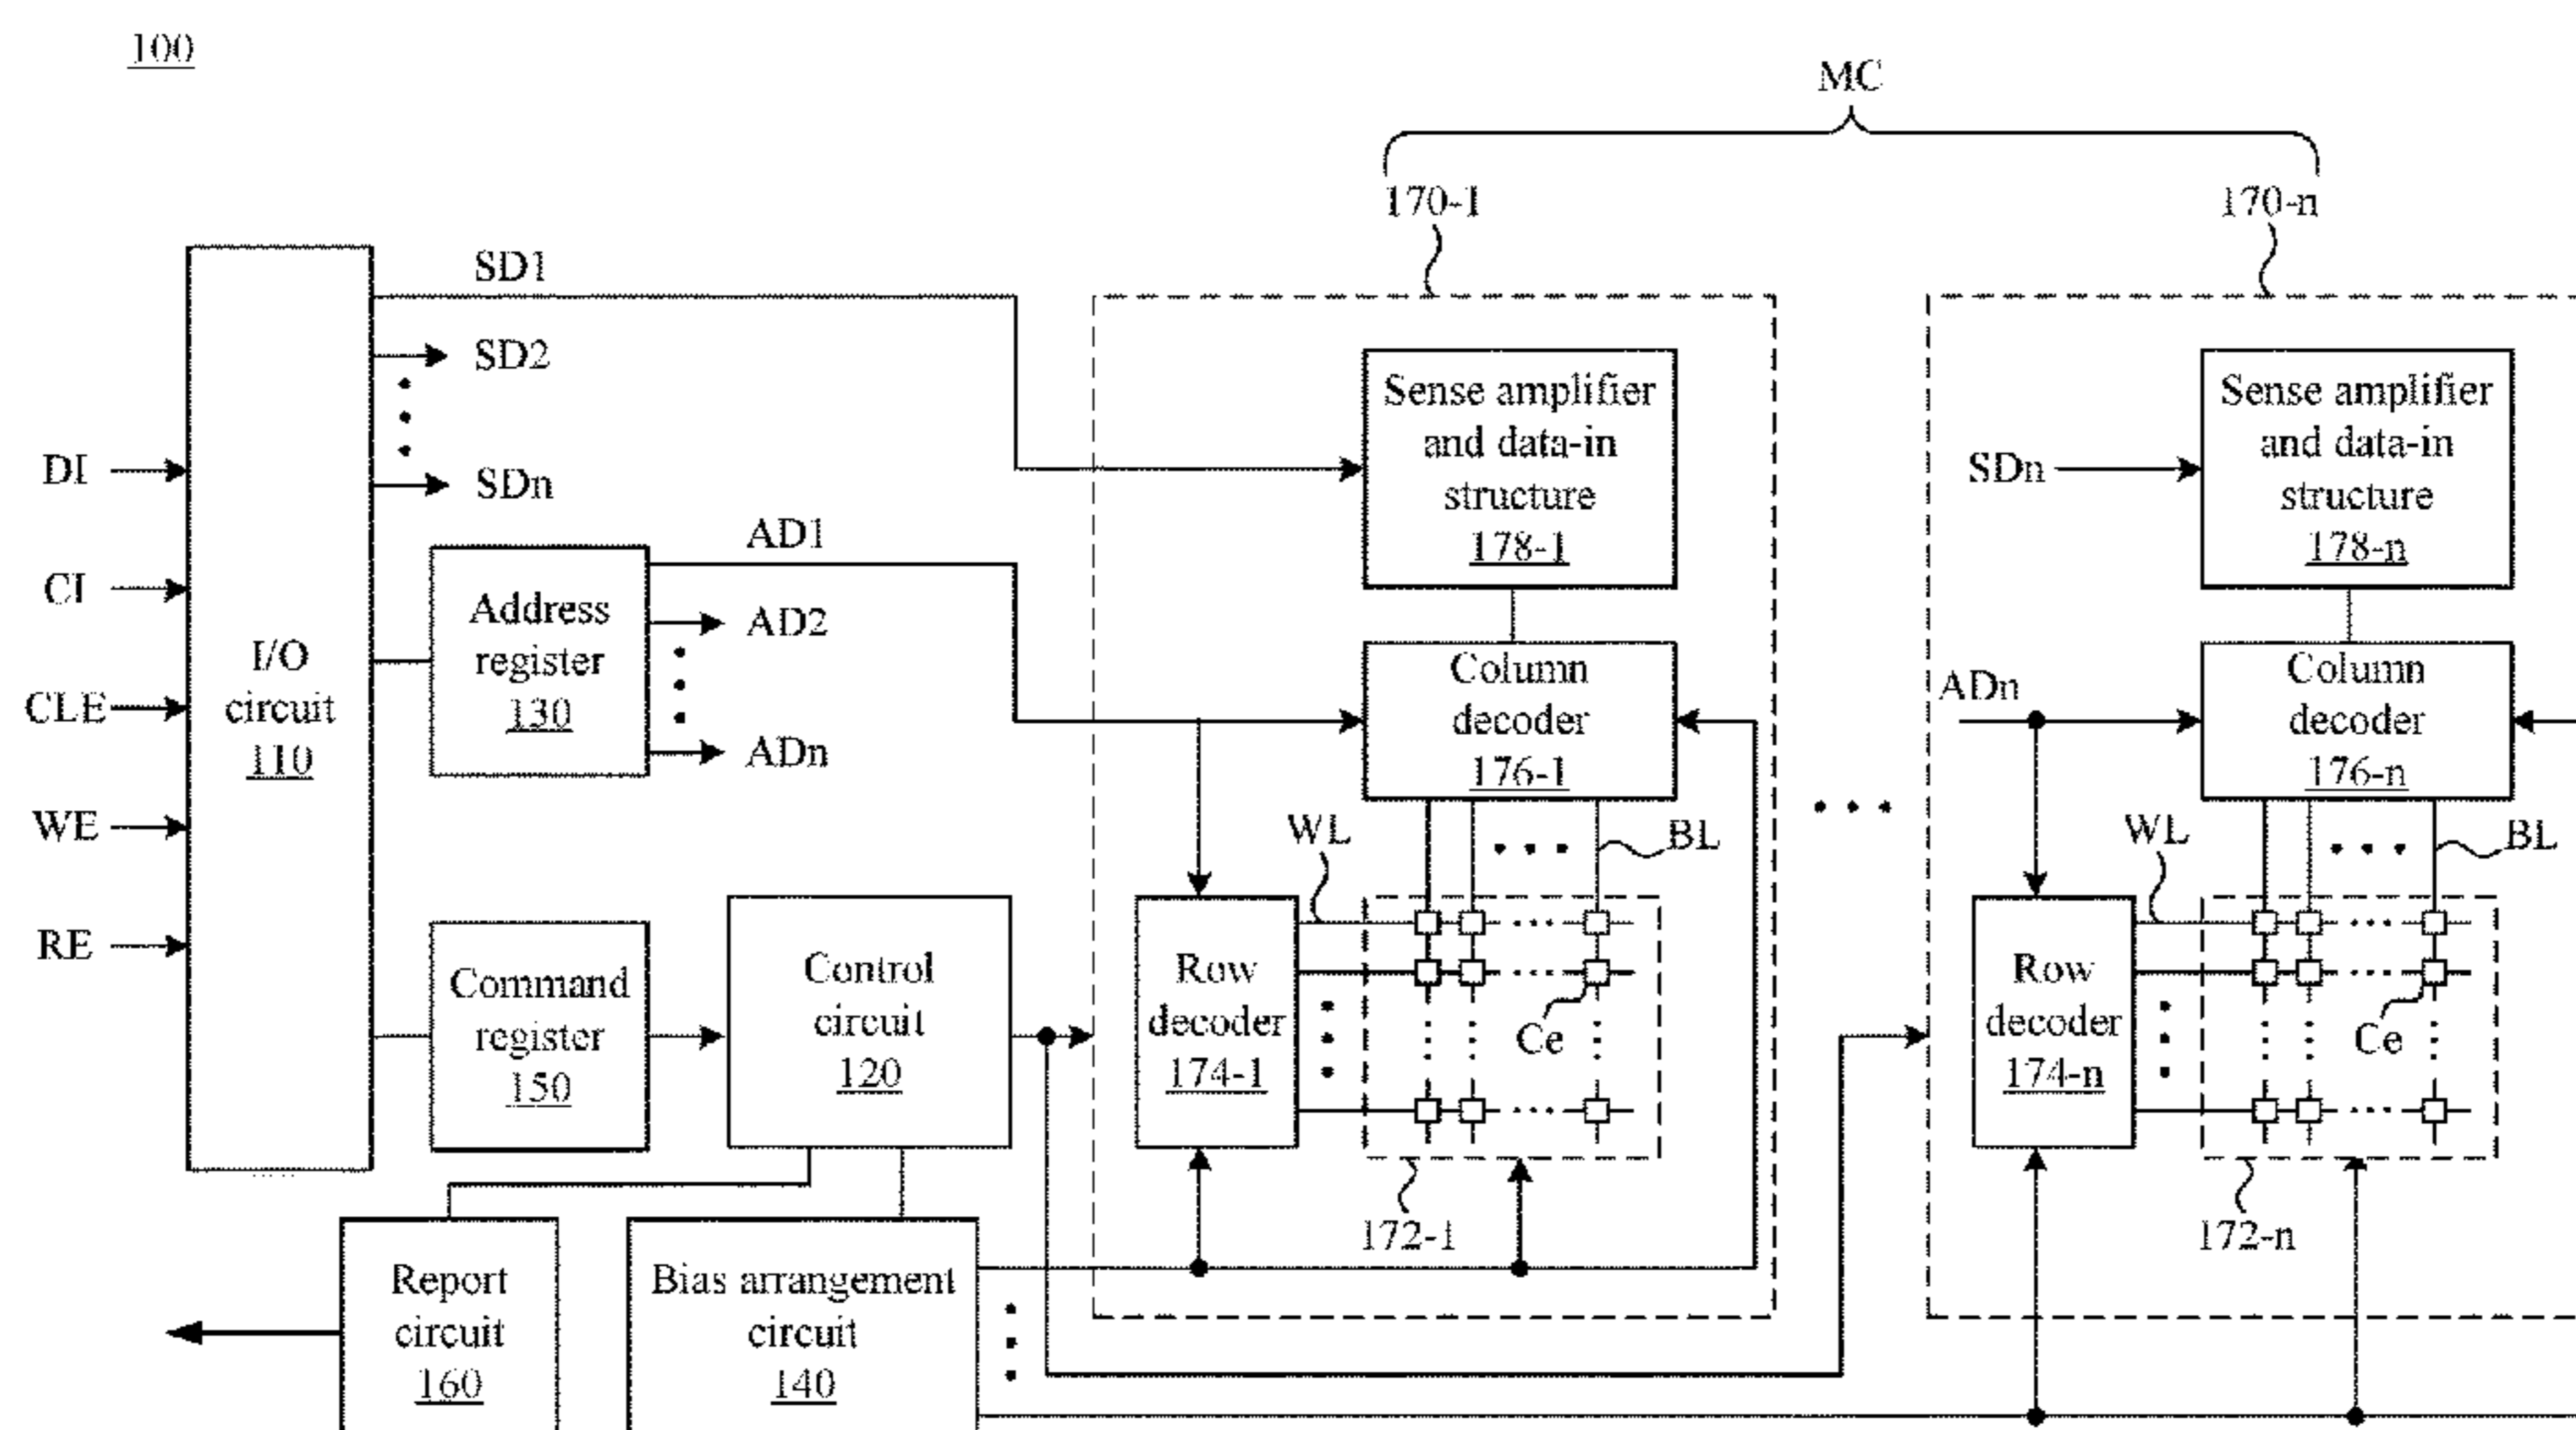 100
MC
170-1
170-n
SD1
SD2
SDn
DI
CI
CLE
WE
RE
I/O
circuit
110
Address
register
130
AD1
AD2
ADn
Command
register
150
Control
circuit
120
Report
circuit
160
Bias arrangement
circuit
140
Sense amplifier
and data-in
structure
178-1
Column
decoder
176-1
WL
BL
Row
decoder
174-1
Ce
172-1
SDn
Sense amplifier
and data-in
structure
178-n
ADn
Column
decoder
176-n
WL
BL
Row
decoder
174-n
Ce
172-n